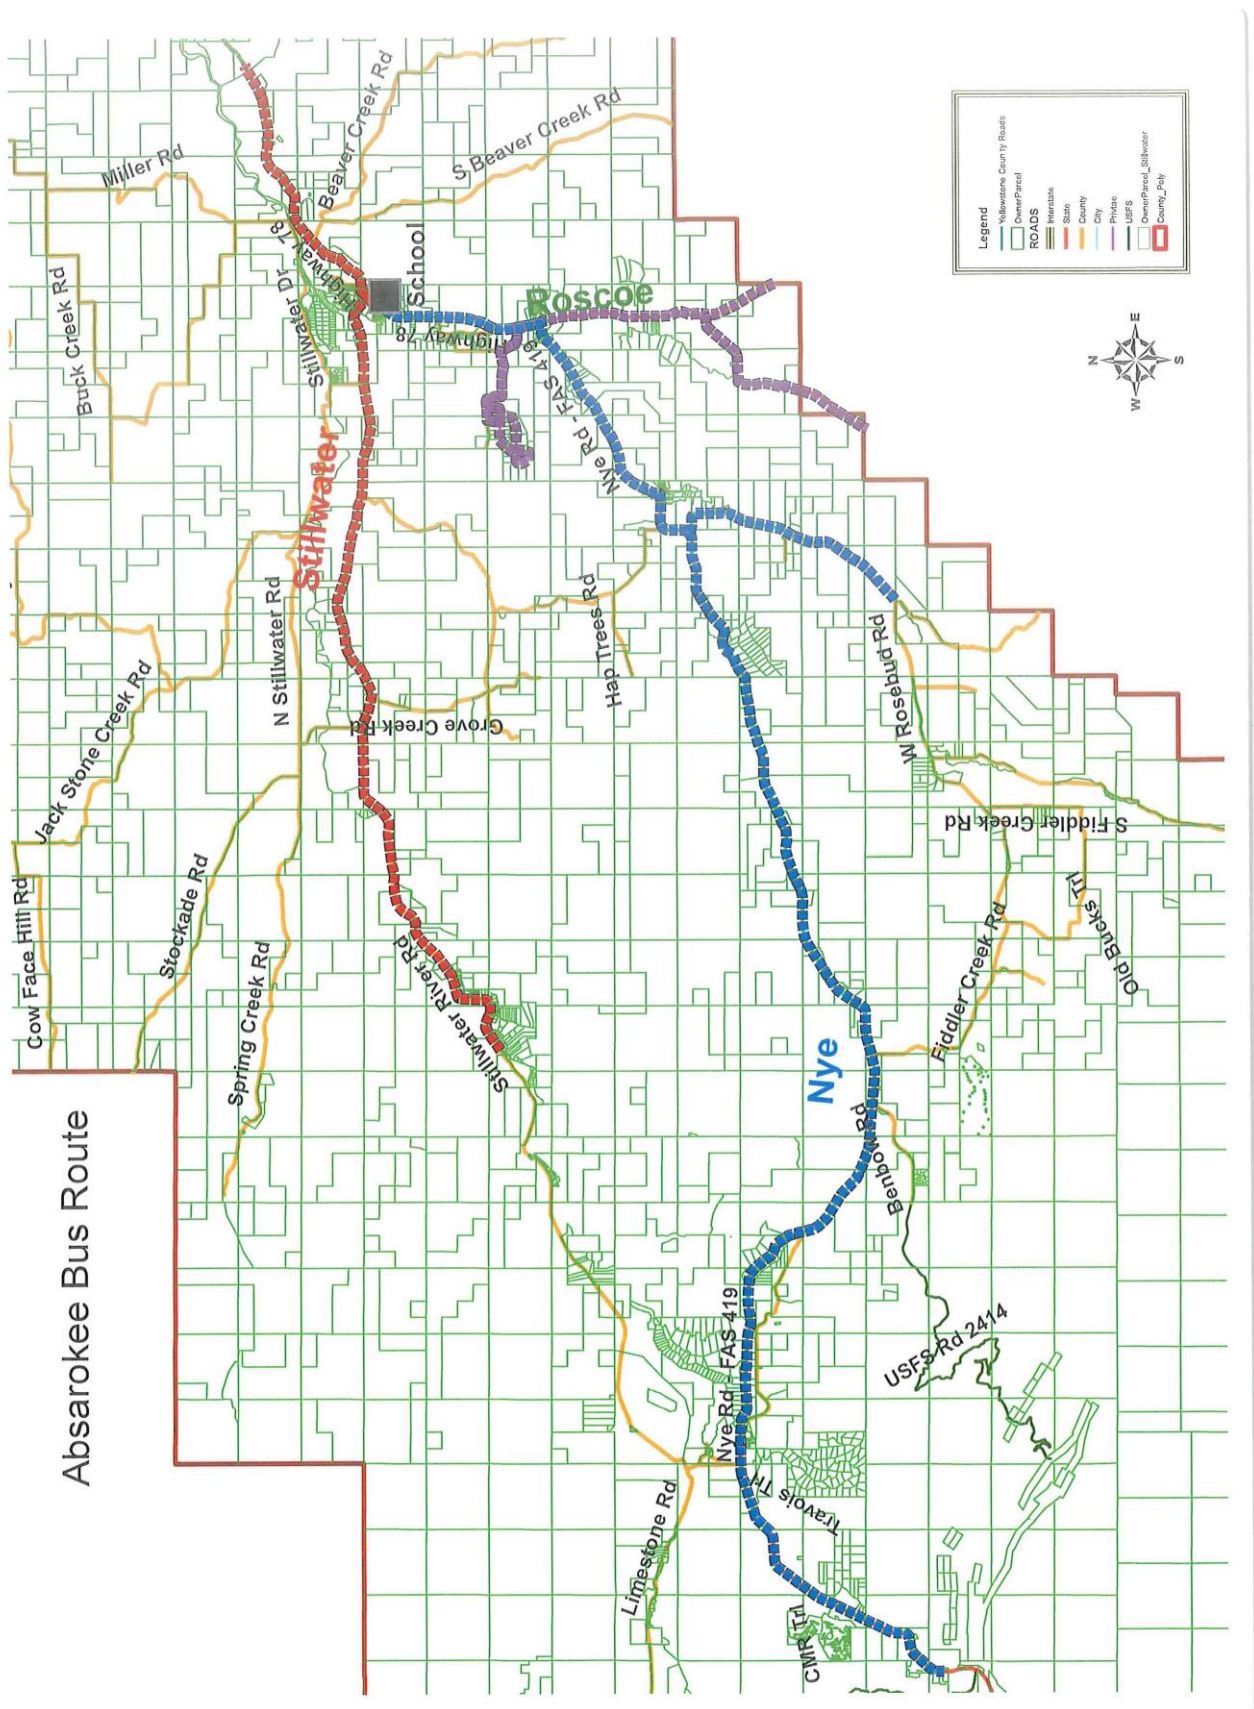 Absarokee Bus Route
Cow Face Hill Rd
Jack Stone Creek Rd
Stockade Rd
Spring Creek Rd
N Stillwater Rd
Buck Creek Rd
Miller Rd
Beaver Creek Rd
S Beaver Creek Rd
Stillwater Dr
Highway 78
School
Stillwater
Highway 78
Roscoe
Nye Rd - FAS 419
Hap Trees Rd
Grove Creek Rd
Stillwater River Rd
W Rosebud Rd
S Fiddler Creek Rd
Old Bucks Trl
Fiddler Creek Rd
Nye
Benbow Rd
USFS Rd 2414
Nye Rd - FAS 419
Travois Trl
Limestone Rd
CMR Trl
Legend
Yellowstone County Roads
OwnerParcel
ROADS
Interstate
State
County
City
Privtae
USFS
OwnerParcel_Stillwater
County_Poly
N
E
S
W